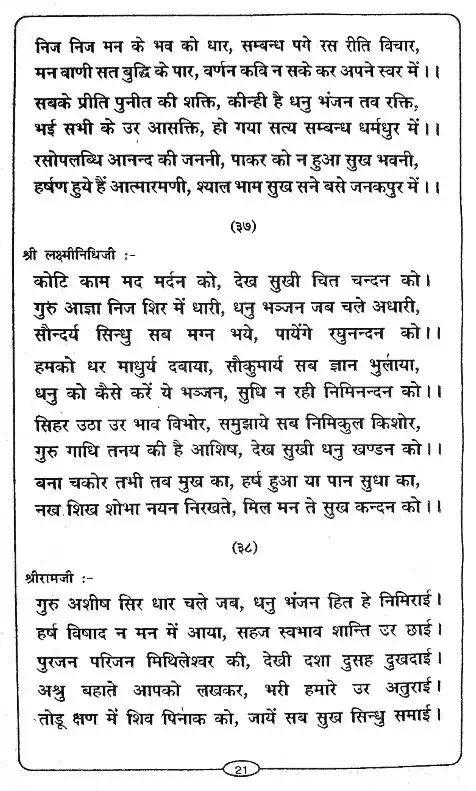 निज निज मन के भव को धार, सम्बन्ध पगे रस रीति विचार,
मन वाणी सत बुद्धि के पार, वर्णन कवि न सके कर अपने स्वर में।।
सबके प्रीति पुनीत की शक्ति, कीन्ही है धनु भंजन तव रक्ति,
भई सभी के उर आसक्ति, हो गया सत्य सम्बन्ध धर्मधुर में।।
रसोपलब्धि आनन्द की जननी, पाकर को न हुआ सुख भवनी,
हर्षण हुये हैं आत्मारमणी, श्याल भाम सुख सने बसे जनकपुर में।।
(३७)
श्री लक्ष्मीनिधिजी :-
कोटि काम मद मर्दन को, देख सुखी चित चन्दन को।
गुरु आज्ञा निज शिर में धारी, धनु भञ्जन जब चले अधारी,
सौन्दर्य सिन्धु सब मग्न भये, पायेंगे रघुनन्दन को।।
हमको धर माधुर्य दबाया, सौकुमार्य सब ज्ञान भुलाया,
धनु को कैसे करें ये भञ्जन, सुधि न रही निमिनन्दन को।।
सिहर उठा उर भाव विभोर, समुझाये सब निमिकुल किशोर,
गुरु गाधि तनय की है आशिष, देख सुखी धनु खण्डन को।।
बना चकोर तभी तब मुख का, हर्ष हुआ या पान सुधा का,
नख शिख शोभा नयन निरखते, मिल मन ते सुख कन्दन को।।
(३८)
श्रीरामजी :-
गुरु अशीष सिर धार चले जब, धनु भंजन हित हे निमिराई।
हर्ष विषाद न मन में आया, सहज स्वभाव शान्ति उर छाई।
पुरजन परिजन मिथिलेश्वर की, देखी दशा दुसह दुखदाई।
अश्रु बहाते आपको लखकर, भरी हमारे उर अतुराई।
तोडू क्षण में शिव पिनाक को, जायें सब सुख सिन्धु समाई।
21